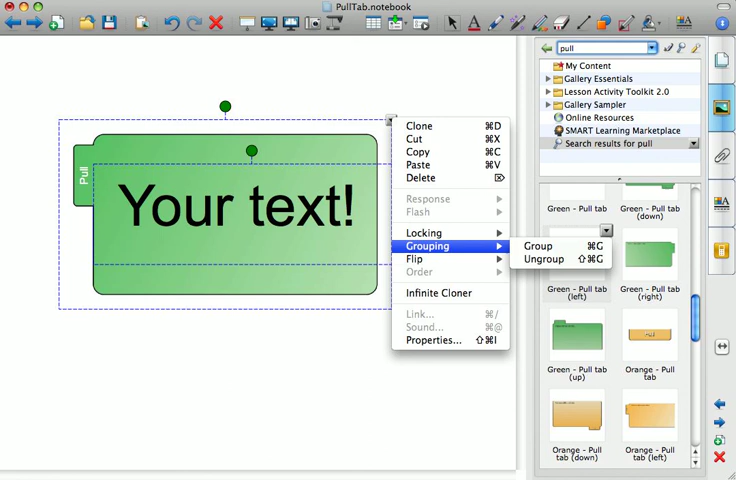 PullTab.notebook
pull
My Content
Gallery Essentials
Lesson Activity Toolkit 2.0
Gallery Sampler
Online Resources
SMART Learning Marketplace
Search results for pull
Pull
Your text!
Clone ⌘D
Cut ⌘X
Copy ⌘C
Paste ⌘V
Delete ⌦
Response
Flash
Locking
Grouping
Flip
Order
Infinite Cloner
Link... ⌘/
Sound... ⌘@
Properties... ⇧⌘I
Group ⌘G
Ungroup ⇧⌘G
Green - Pull tab
Green - Pull tab
(down)
Green - Pull tab
(left)
Green - Pull tab
(right)
Green - Pull tab
(up)
Orange - Pull
tab
Orange - Pull
tab (down)
Orange - Pull
tab (left)